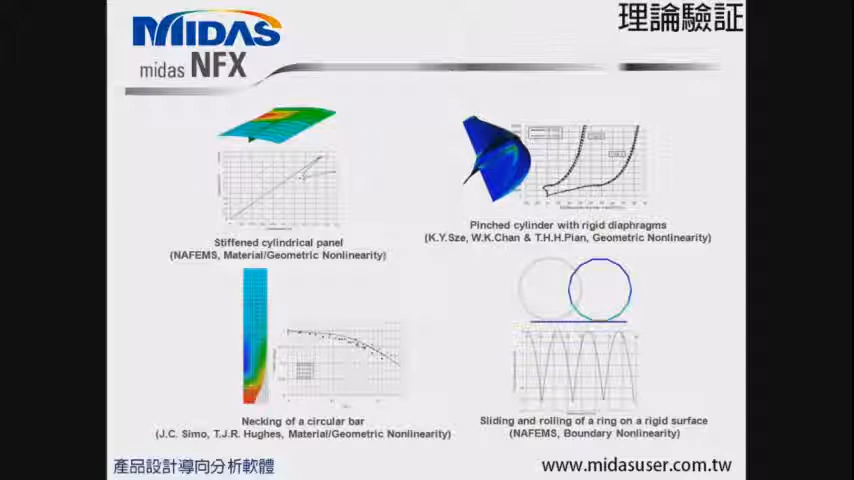 MIDAS
理論驗証
midas NFX
Stiffened cylindrical panel
(NAFEMS, Material/Geometric Nonlinearity)
Pinched cylinder with rigid diaphragms
(K.Y.Sze, W.K.Chan & T.H.H.Pian, Geometric Nonlinearity)
Necking of a circular bar
(J.C. Simo, T.J.R. Hughes, Material/Geometric Nonlinearity)
Sliding and rolling of a ring on a rigid surface
(NAFEMS, Boundary Nonlinearity)
產品設計導向分析軟體
www.midasuser.com.tw